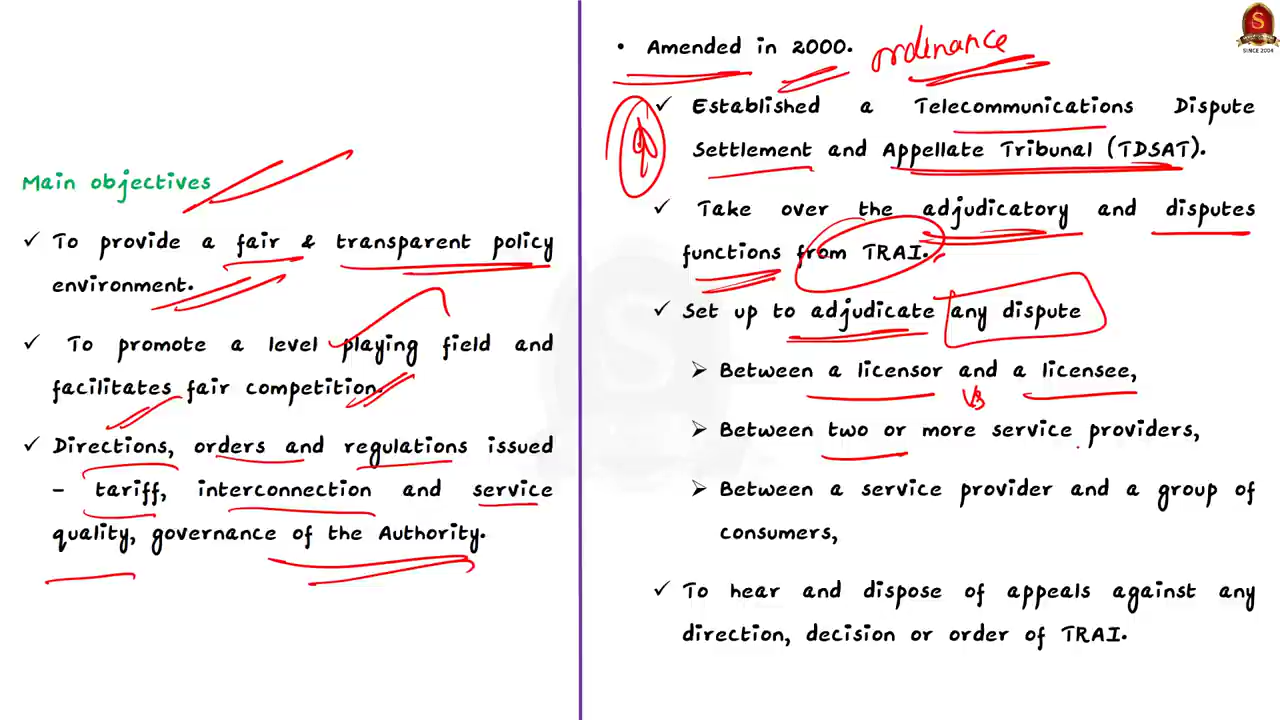 Main objectives
✓ To provide a fair & transparent policy
environment.
✓ To promote a level playing field and
facilitates fair competition.
✓ Directions, orders and regulations issued
- tariff, interconnection and service
quality, governance of the Authority.
• Amended in 2000. ordinance
✓ Established a Telecommunications Dispute
Settlement and Appellate Tribunal (TDSAT).
✓ Take over the adjudicatory and disputes
functions from TRAI.
✓ Set up to adjudicate any dispute
➢ Between a licensor and a licensee,
Vs
➢ Between two or more service providers,
➢ Between a service provider and a group of
consumers,
✓ To hear and dispose of appeals against any
direction, decision or order of TRAI.
S
SINCE 2004